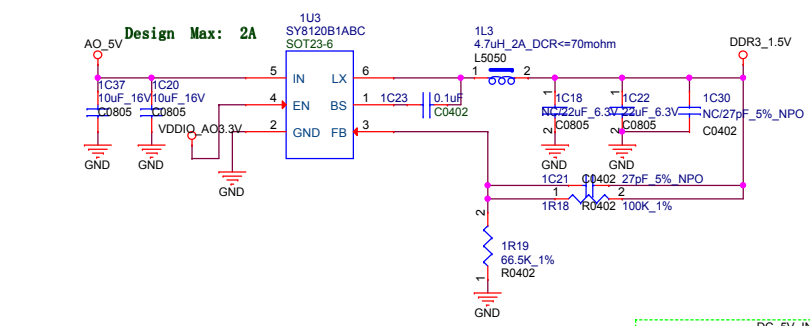 Design Max: 2A
AO_5V
1U3
SY8120B1ABC
SOT23-6
5 IN LX 6
4 EN BS 1
2 GND FB 3
1C37
10uF_16V
C0805
GND
1C20
10uF_16V
C0805
GND
VDDIO_AO3.3V
GND
1C23
0.1uF
C0402
1L3
4.7uH_2A_DCR<=70mohm
L5050
1 2
DDR3_1.5V
1
1C18
NC/22uF_6.3V
C0805
2
GND
1
1C22
22uF_6.3V
C0805
2
GND
1C30
NC/27pF_5%_NPO
C0402
1C21 C0402 27pF_5%_NPO
1 2
1R18 R0402 100K_1%
2
1R19
66.5K_1%
R0402
1
GND
DC_5V_IN